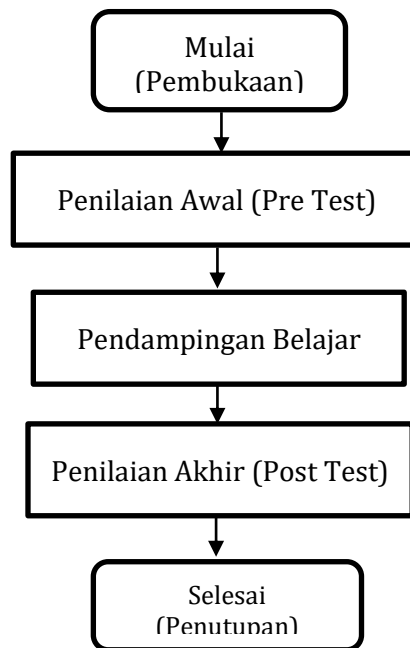 Mulai
(Pembukaan)
Penilaian Awal (Pre Test)
Pendampingan Belajar
Penilaian Akhir (Post Test)
Selesai
(Penutupan)